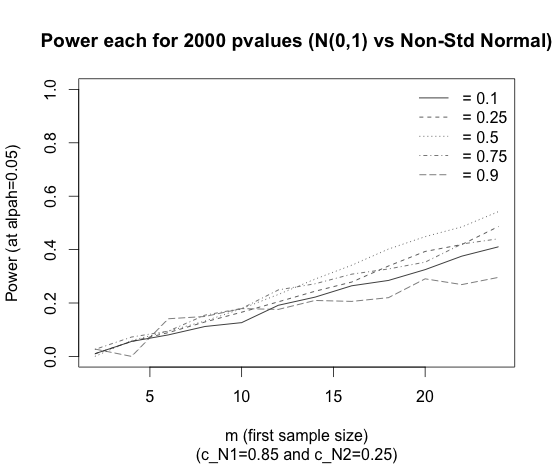 Power each for 2000 pvalues (N(0,1) vs Non-Std Normal)
Power (at alpah=0.05)
1.0
0.8
0.6
0.4
0.2
0.0
= 0.1
= 0.25
= 0.5
= 0.75
= 0.9
5 10 15 20
m (first sample size)
(c_N1=0.85 and c_N2=0.25)